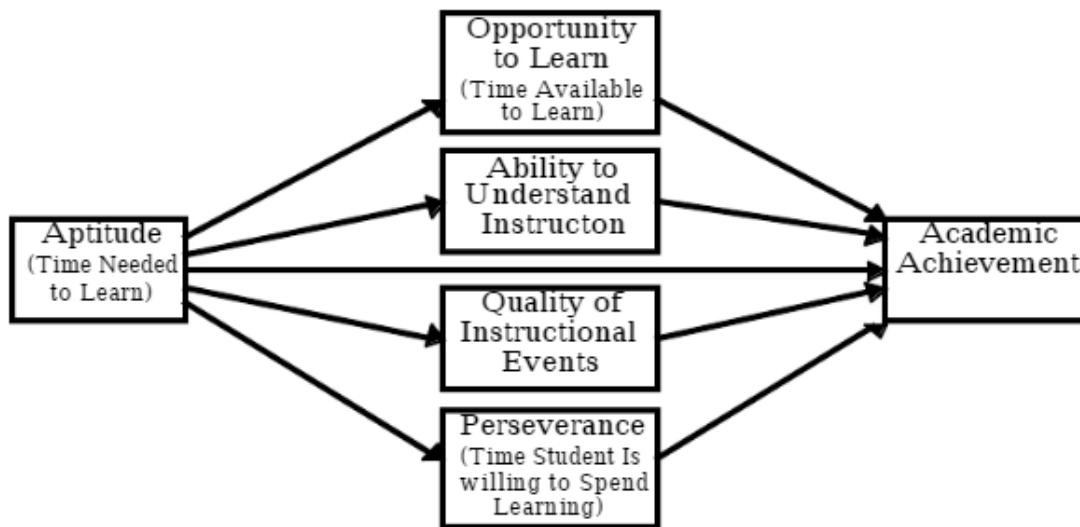 Opportunity
to Learn
(Time Available
to Learn)
Ability to
Understand
Instructon
Aptitude
(Time Needed
to Learn)
Academic
Achievement
Quality of
Instructional
Events
Perseverance
(Time Student Is
willing to Spend
Learning)